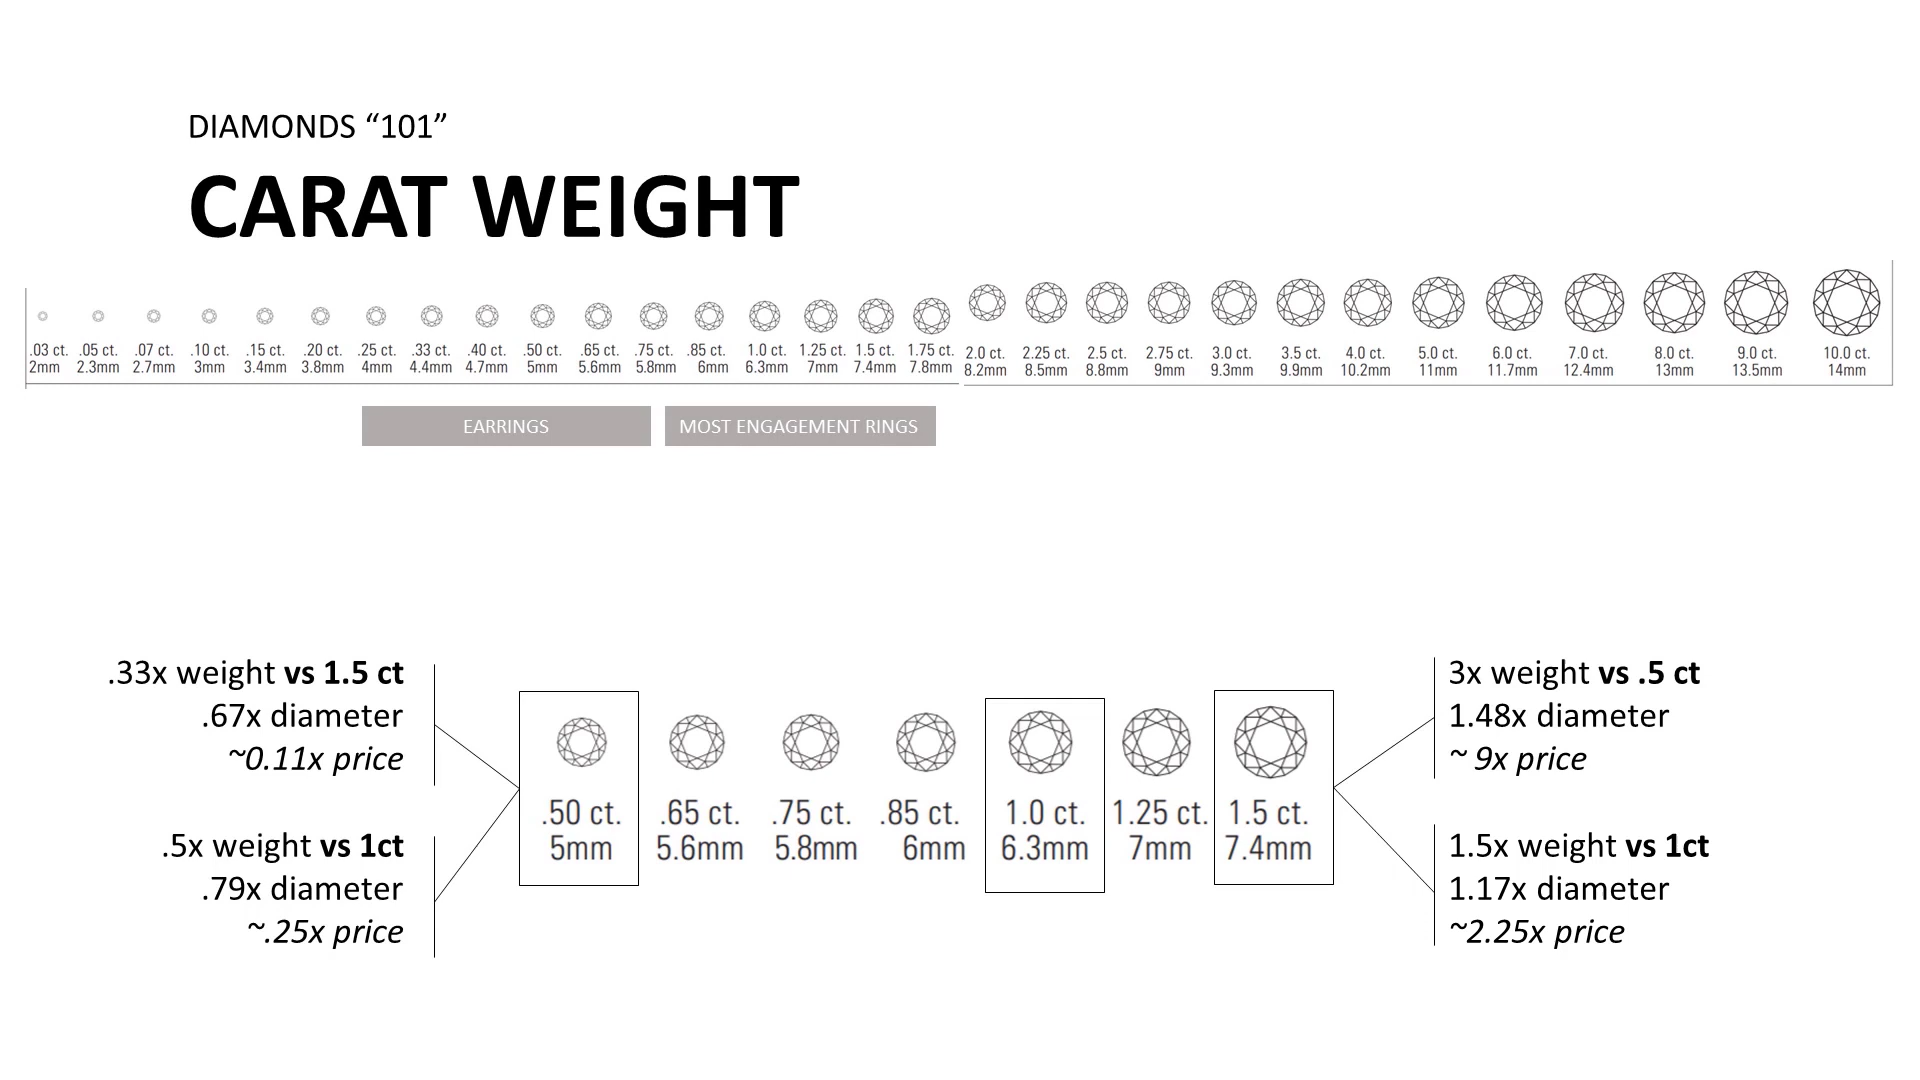 DIAMONDS “101”
CARAT WEIGHT
.03 ct. .05 ct. .07 ct. .10 ct. .15 ct. .20 ct. .25 ct. .33 ct. .40 ct. .50 ct. .65 ct. .75 ct. .85 ct. 1.0 ct. 1.25 ct. 1.5 ct. 1.75 ct. 2.0 ct. 2.25 ct. 2.5 ct. 2.75 ct. 3.0 ct. 3.5 ct. 4.0 ct. 5.0 ct. 6.0 ct. 7.0 ct. 8.0 ct. 9.0 ct. 10.0 ct.
2mm 2.3mm 2.7mm 3mm 3.4mm 3.8mm 4mm 4.4mm 4.7mm 5mm 5.6mm 5.8mm 6mm 6.3mm 7mm 7.4mm 7.8mm 8.2mm 8.5mm 8.8mm 9mm 9.3mm 9.9mm 10.2mm 11mm 11.7mm 12.4mm 13mm 13.5mm 14mm
EARRINGS
MOST ENGAGEMENT RINGS
.33x weight vs 1.5 ct
.67x diameter
~0.11x price
.5x weight vs 1ct
.79x diameter
~.25x price
.50 ct. .65 ct. .75 ct. .85 ct. 1.0 ct. 1.25 ct. 1.5 ct.
5mm 5.6mm 5.8mm 6mm 6.3mm 7mm 7.4mm
3x weight vs .5 ct
1.48x diameter
~ 9x price
1.5x weight vs 1ct
1.17x diameter
~2.25x price